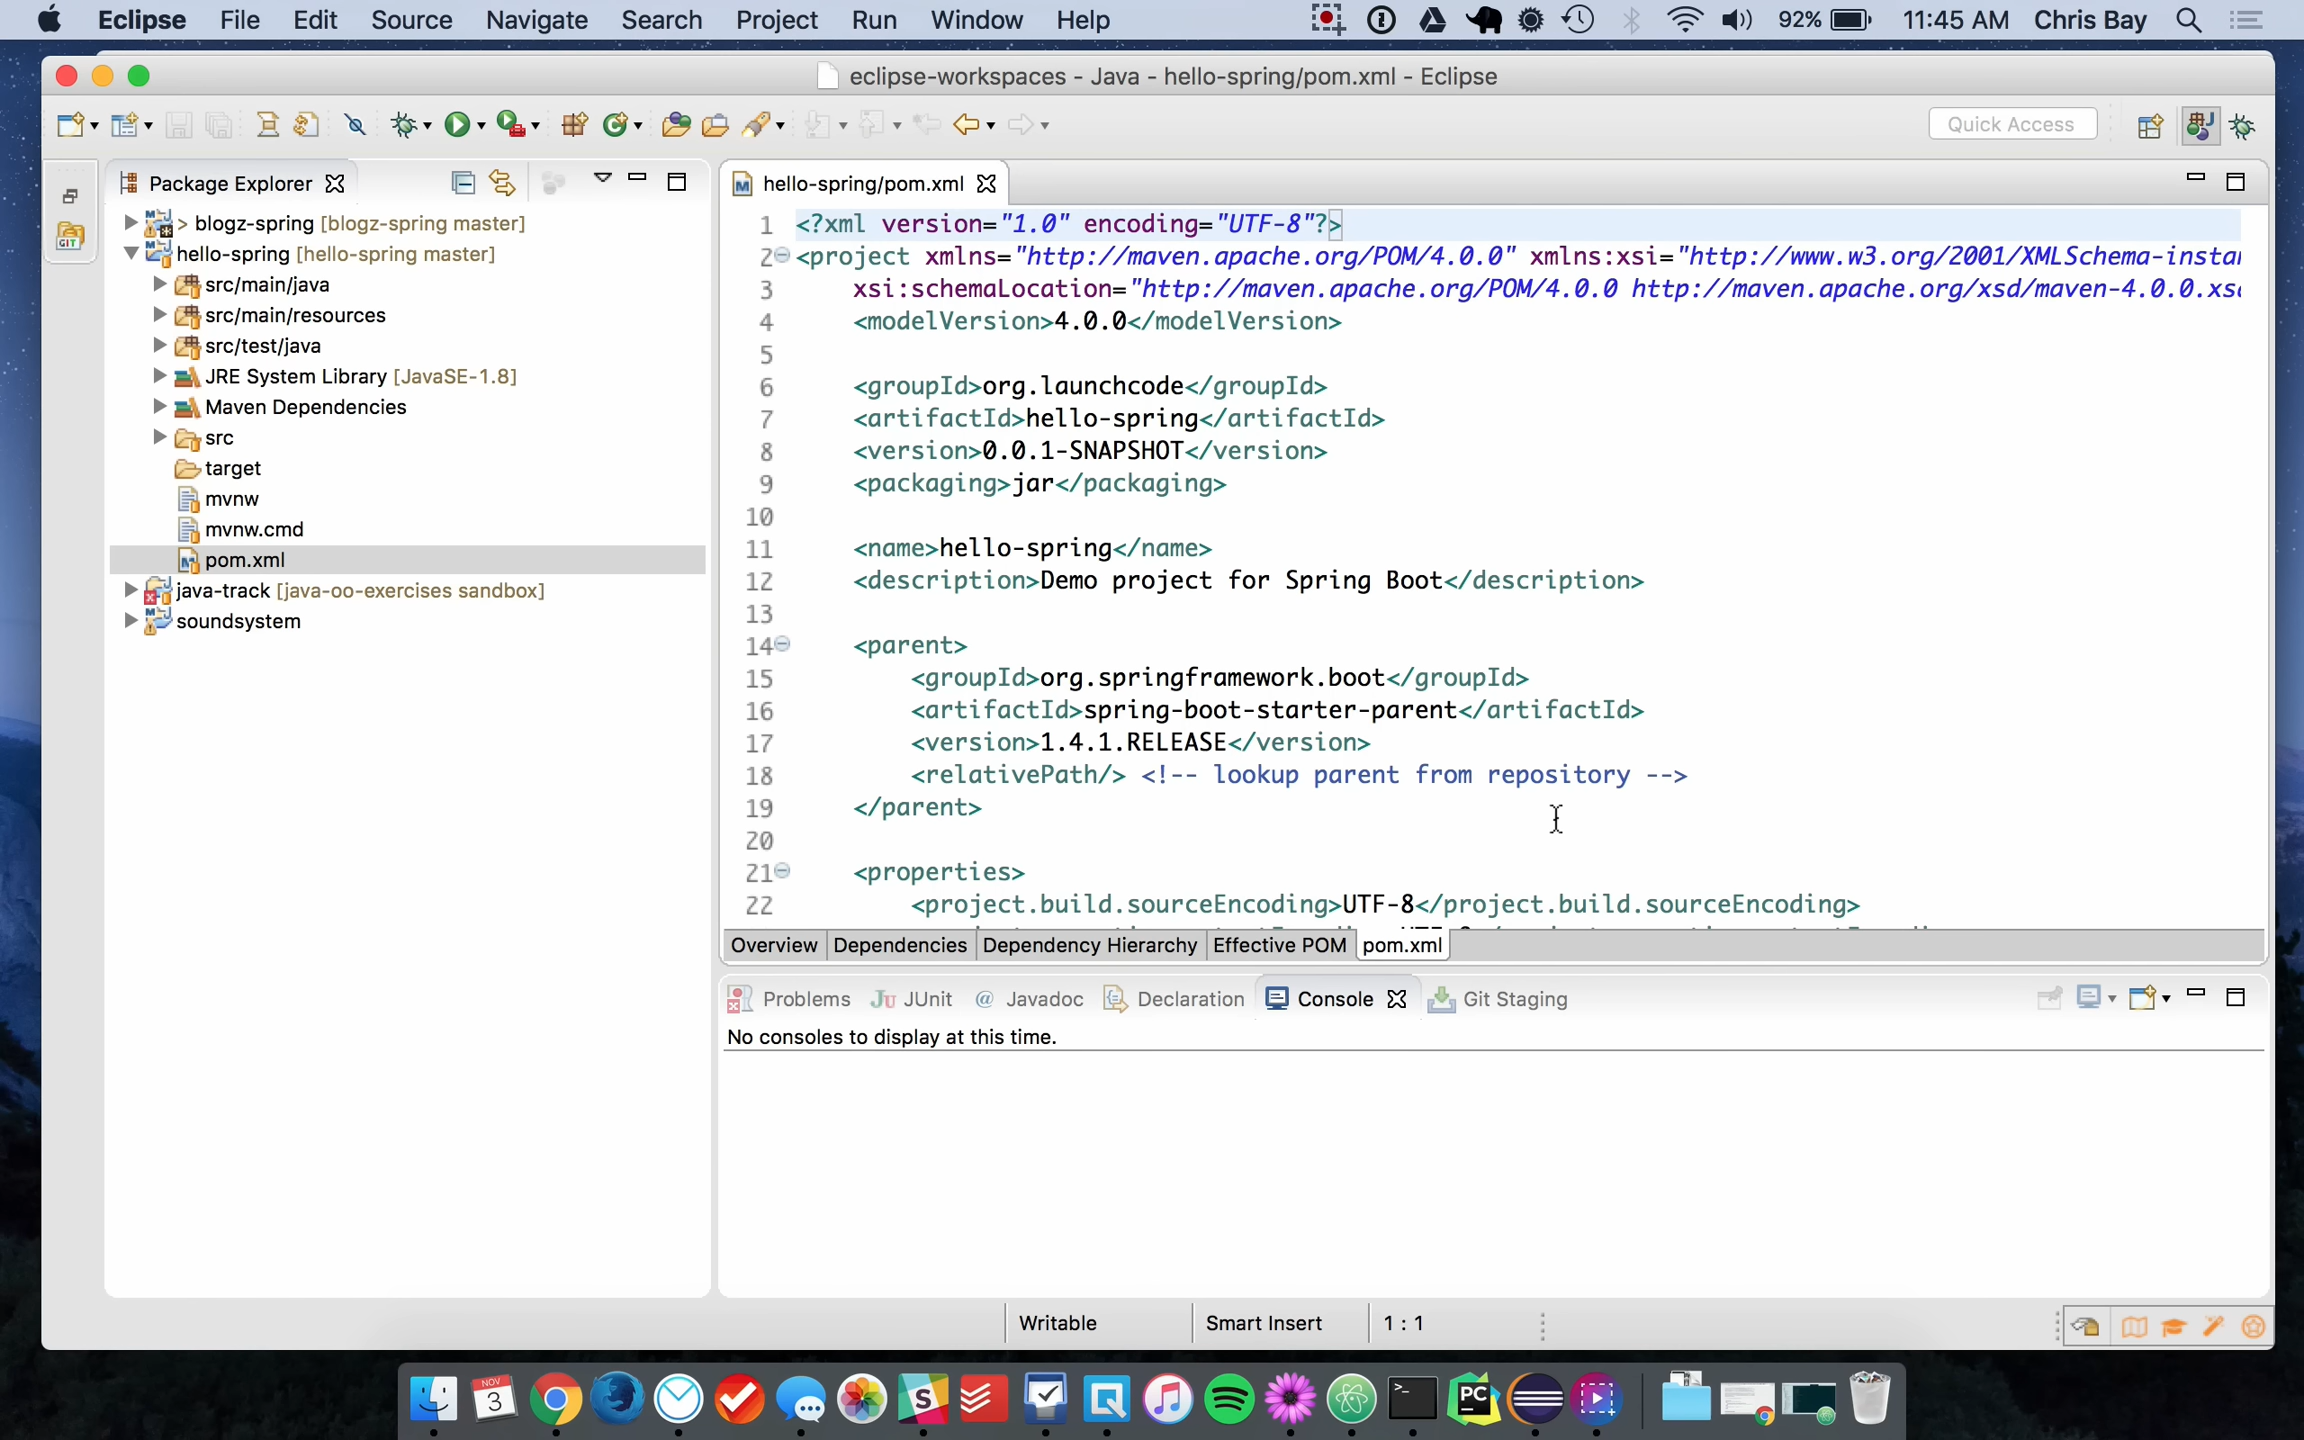 Eclipse File Edit Source Navigate Search Project Run Window Help 92% 11:45 AM Chris Bay
eclipse-workspaces - Java - hello-spring/pom.xml - Eclipse
Quick Access
Package Explorer
> blogz-spring [blogz-spring master]
hello-spring [hello-spring master]
src/main/java
src/main/resources
src/test/java
JRE System Library [JavaSE-1.8]
Maven Dependencies
src
target
mvnw
mvnw.cmd
pom.xml
java-track [java-oo-exercises sandbox]
soundsystem
hello-spring/pom.xml
1 <?xml version="1.0" encoding="UTF-8"?>
2 <project xmlns="http://maven.apache.org/POM/4.0.0" xmlns:xsi="http://www.w3.org/2001/XMLSchema-instan
3 xsi:schemaLocation="http://maven.apache.org/POM/4.0.0 http://maven.apache.org/xsd/maven-4.0.0.xsd
4 <modelVersion>4.0.0</modelVersion>
5
6 <groupId>org.launchcode</groupId>
7 <artifactId>hello-spring</artifactId>
8 <version>0.0.1-SNAPSHOT</version>
9 <packaging>jar</packaging>
10
11 <name>hello-spring</name>
12 <description>Demo project for Spring Boot</description>
13
14 <parent>
15 <groupId>org.springframework.boot</groupId>
16 <artifactId>spring-boot-starter-parent</artifactId>
17 <version>1.4.1.RELEASE</version>
18 <relativePath/> <!-- lookup parent from repository -->
19 </parent>
20
21 <properties>
22 <project.build.sourceEncoding>UTF-8</project.build.sourceEncoding>
Overview Dependencies Dependency Hierarchy Effective POM pom.xml
Problems JUnit Javadoc Declaration Console Git Staging
No consoles to display at this time.
Writable Smart Insert 1 : 1
NOV
3
PC